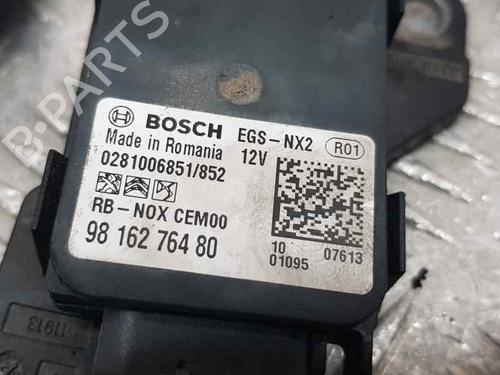 B-PARTS
BOSCH EGS-NX2 R01
Made in Romania 12V
0281006851/852
RB-NOX CEM00
98 162 764 80
10 07613
01095
11913